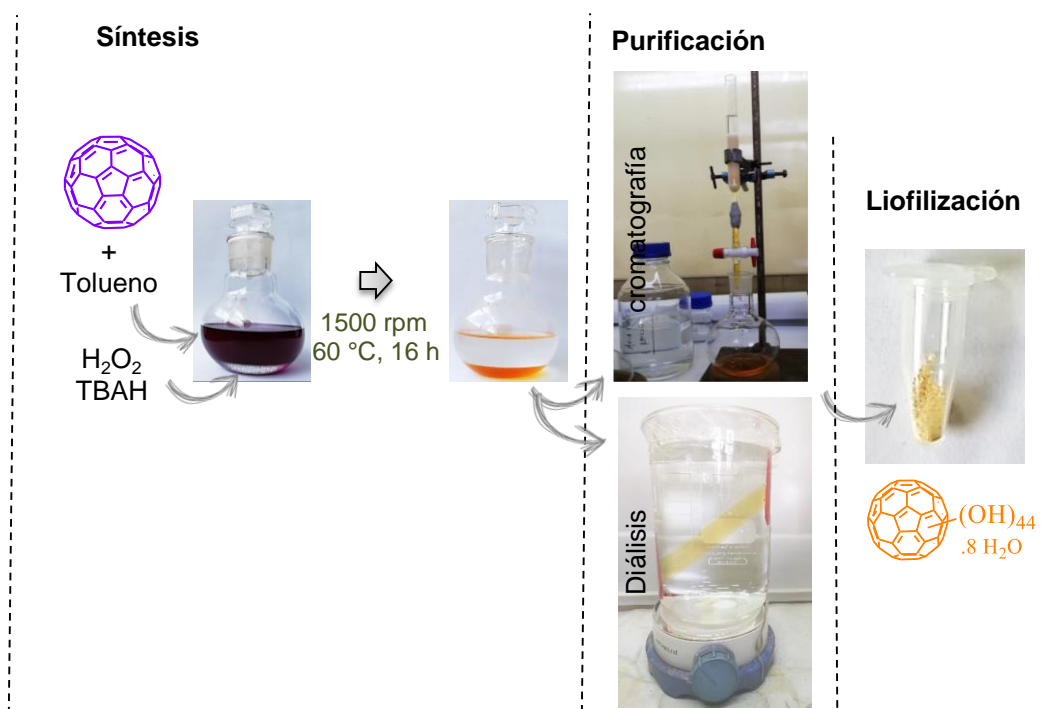 Síntesis
+
Tolueno
H₂O₂
TBAH
1500 rpm
60 °C, 16 h
Purificación
cromatografía
Diálisis
Liofilización
(OH)₄₄
.8 H₂O